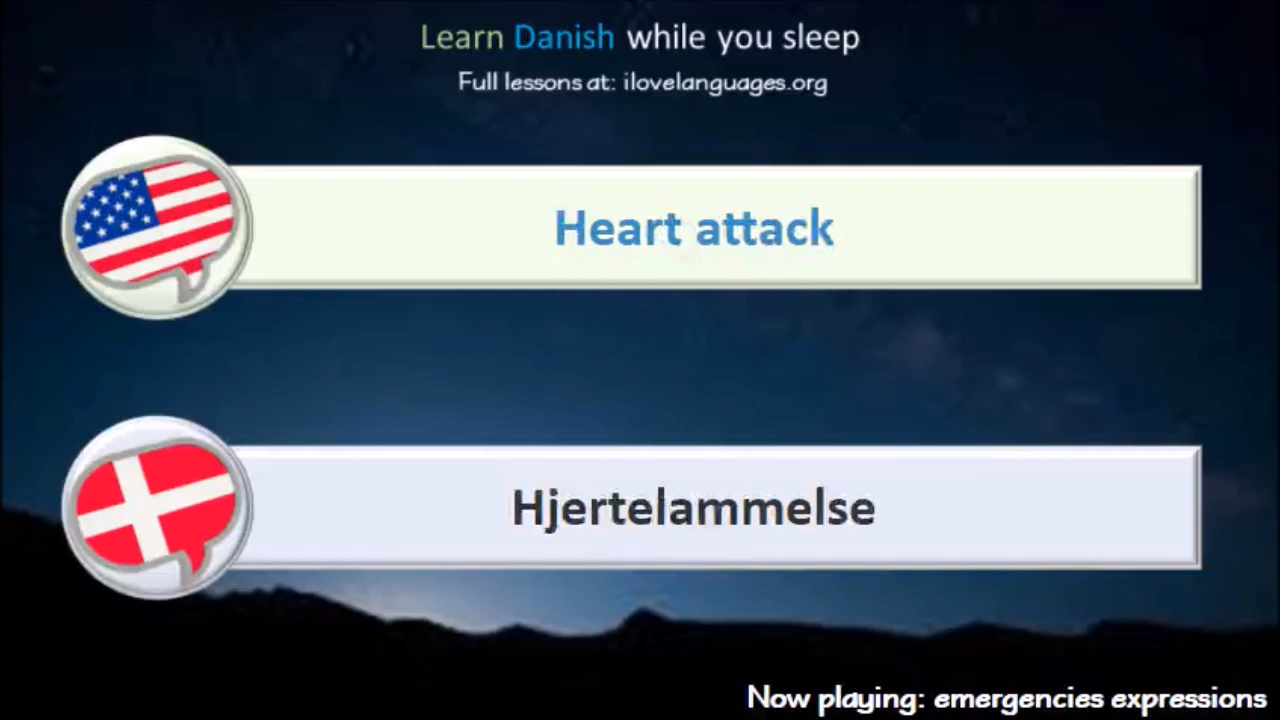 Learn Danish while you sleep
Full lessons at: ilovelanguages.org
Heart attack
Hjertelammelse
Now playing: emergencies expressions